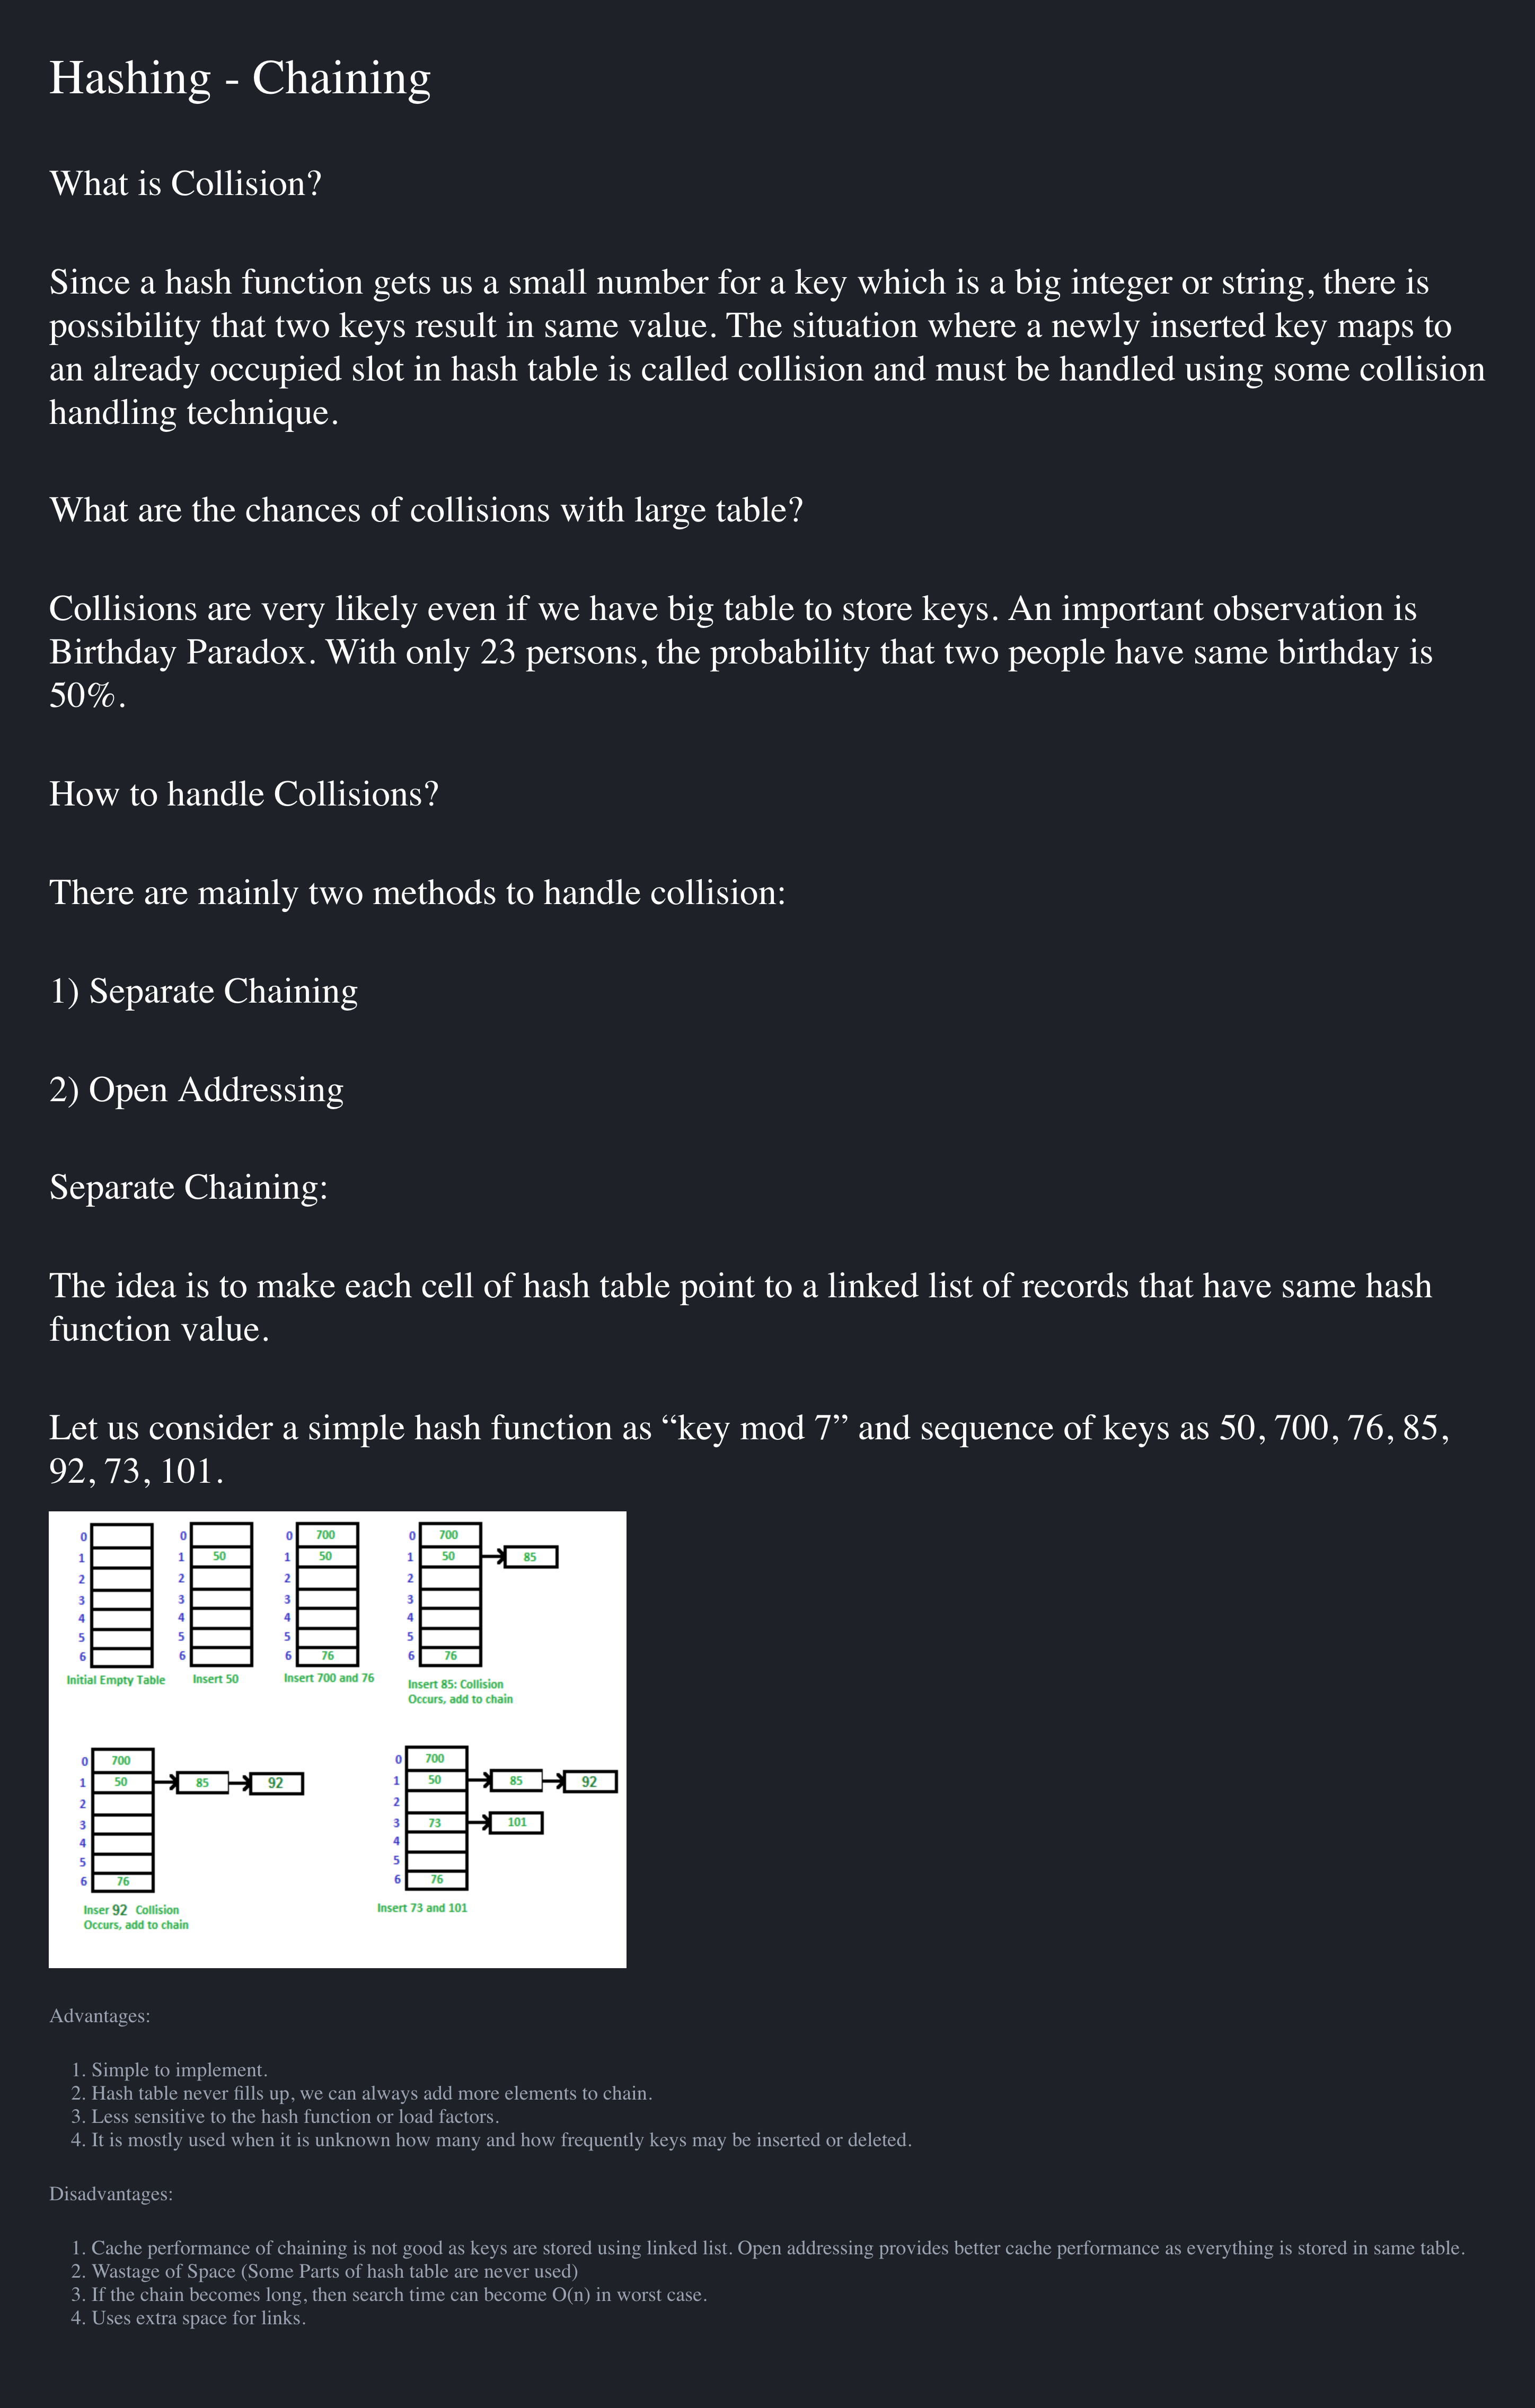 Hashing - Chaining
What is Collision?
Since a hash function gets us a small number for a key which is a big integer or string, there is
possibility that two keys result in same value. The situation where a newly inserted key maps to
an already occupied slot in hash table is called collision and must be handled using some collision
handling technique.
What are the chances of collisions with large table?
Collisions are very likely even if we have big table to store keys. An important observation is
Birthday Paradox. With only 23 persons, the probability that two people have same birthday is
50%.
How to handle Collisions?
There are mainly two methods to handle collision:
1) Separate Chaining
2) Open Addressing
Separate Chaining:
The idea is to make each cell of hash table point to a linked list of records that have same hash
function value.
Let us consider a simple hash function as “key mod 7” and sequence of keys as 50, 700, 76, 85,
92, 73, 101.
0
1
2
3
4
5
6
Initial Empty Table
0
1 50
2
3
4
5
6
Insert 50
0 700
1 50
2
3
4
5
6 76
Insert 700 and 76
0 700
1 50 85
2
3
4
5
6 76
Insert 85: Collision
Occurs, add to chain
0 700
1 50 85 92
2
3
4
5
6 76
Inser 92 Collision
Occurs, add to chain
0 700
1 50 85 92
2
3 73 101
4
5
6 76
Insert 73 and 101
Advantages:
1. Simple to implement.
2. Hash table never fills up, we can always add more elements to chain.
3. Less sensitive to the hash function or load factors.
4. It is mostly used when it is unknown how many and how frequently keys may be inserted or deleted.
Disadvantages:
1. Cache performance of chaining is not good as keys are stored using linked list. Open addressing provides better cache performance as everything is stored in same table.
2. Wastage of Space (Some Parts of hash table are never used)
3. If the chain becomes long, then search time can become O(n) in worst case.
4. Uses extra space for links.